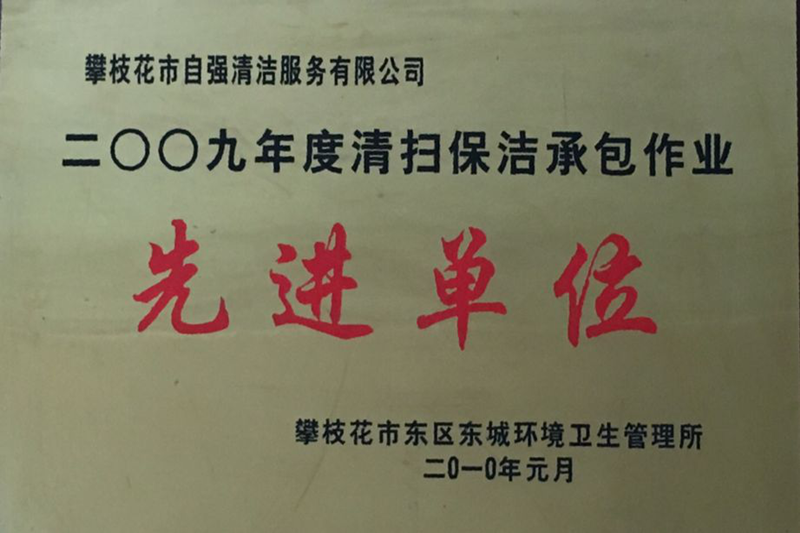 攀枝花市自强清洁服务有限公司
二〇〇九年度清扫保洁承包作业
先进单位
攀枝花市东区东城环境卫生管理所
二0一0年元月